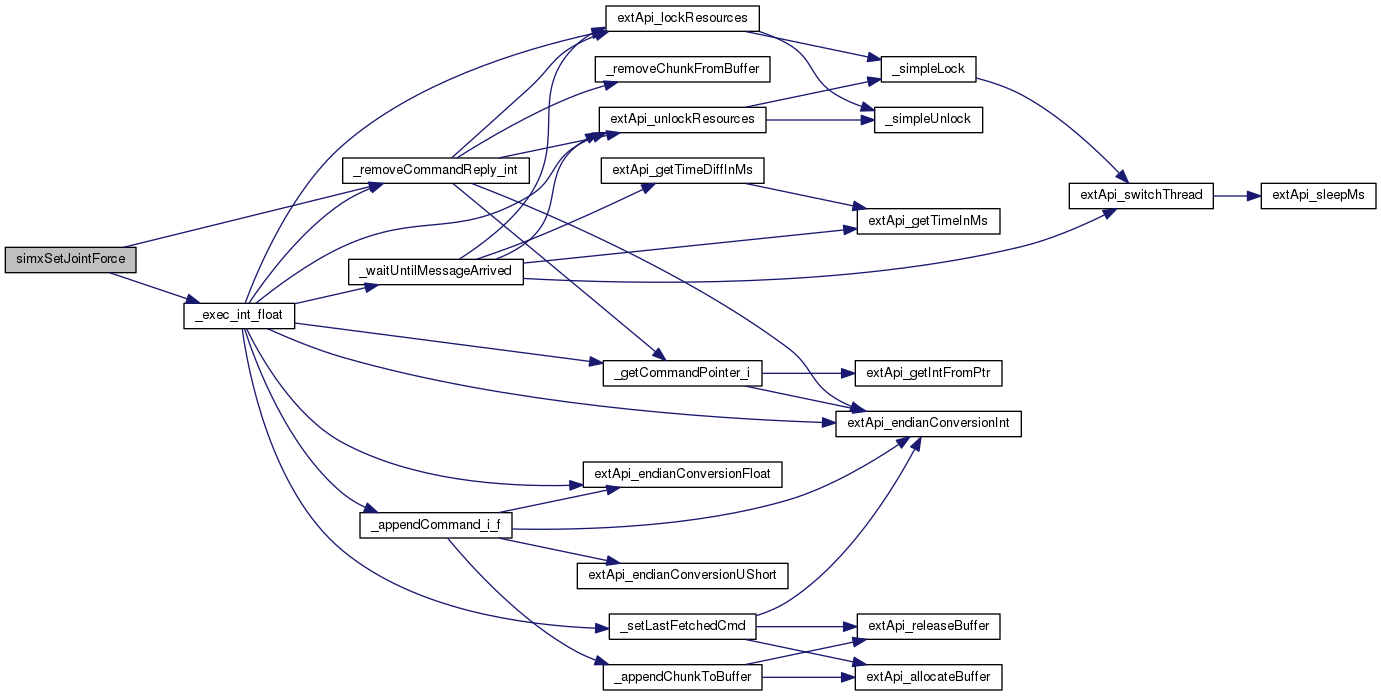 extApi_lockResources
_removeChunkFromBuffer
_simpleLock
extApi_unlockResources
_simpleUnlock
_removeCommandReply_int
extApi_getTimeDiffInMs
extApi_switchThread
extApi_sleepMs
extApi_getTimeInMs
simxSetJointForce
_waitUntilMessageArrived
_exec_int_float
_getCommandPointer_i
extApi_getIntFromPtr
extApi_endianConversionInt
extApi_endianConversionFloat
_appendCommand_i_f
extApi_endianConversionUShort
_setLastFetchedCmd
extApi_releaseBuffer
_appendChunkToBuffer
extApi_allocateBuffer